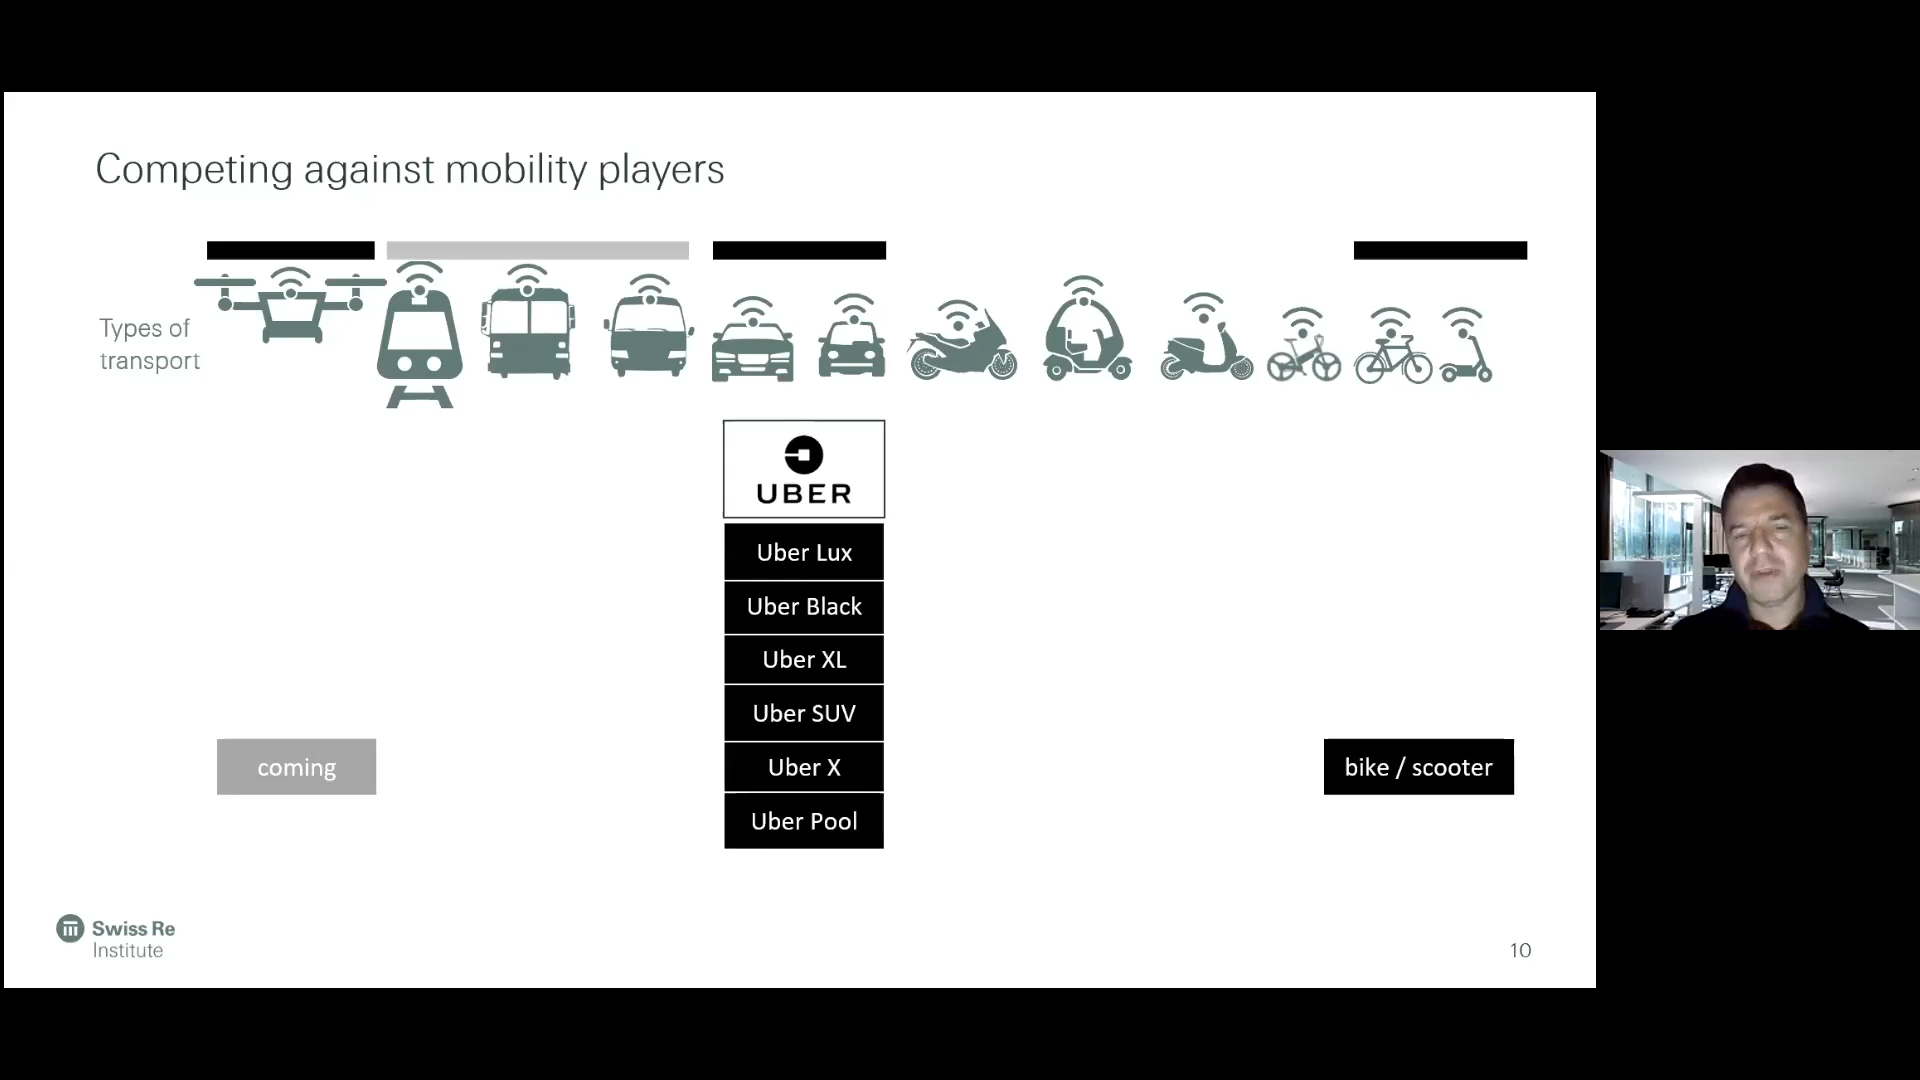 Competing against mobility players
Types of
transport
UBER
Uber Lux
Uber Black
Uber XL
Uber SUV
Uber X
Uber Pool
coming
bike / scooter
Swiss Re
Institute
10